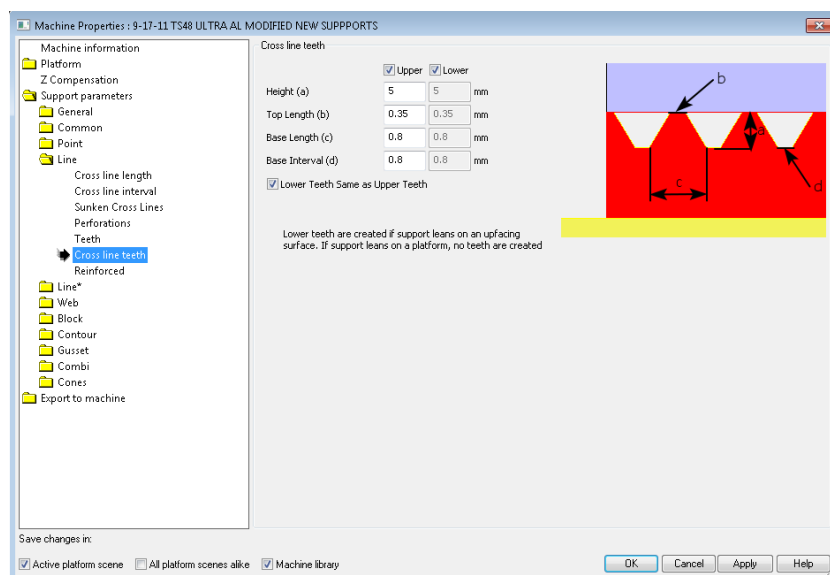 Machine Properties : 9-17-11 TS48 ULTRA AL MODIFIED NEW SUPPPORTS
Machine information
Platform
Z Compensation
Support parameters
General
Common
Point
Line
Cross line length
Cross line interval
Sunken Cross Lines
Perforations
Teeth
Cross line teeth
Reinforced
Line*
Web
Block
Contour
Gusset
Combi
Cones
Export to machine
Cross line teeth
Upper Lower
Height (a) 5 5 mm
Top Length (b) 0.35 0.35 mm
Base Length (c) 0.8 0.8 mm
Base Interval (d) 0.8 0.8 mm
Lower Teeth Same as Upper Teeth
Lower teeth are created if support leans on an upfacing
surface. If support leans on a platform, no teeth are created
b
a
c
d
Save changes in:
Active platform scene All platform scenes alike Machine library
OK Cancel Apply Help